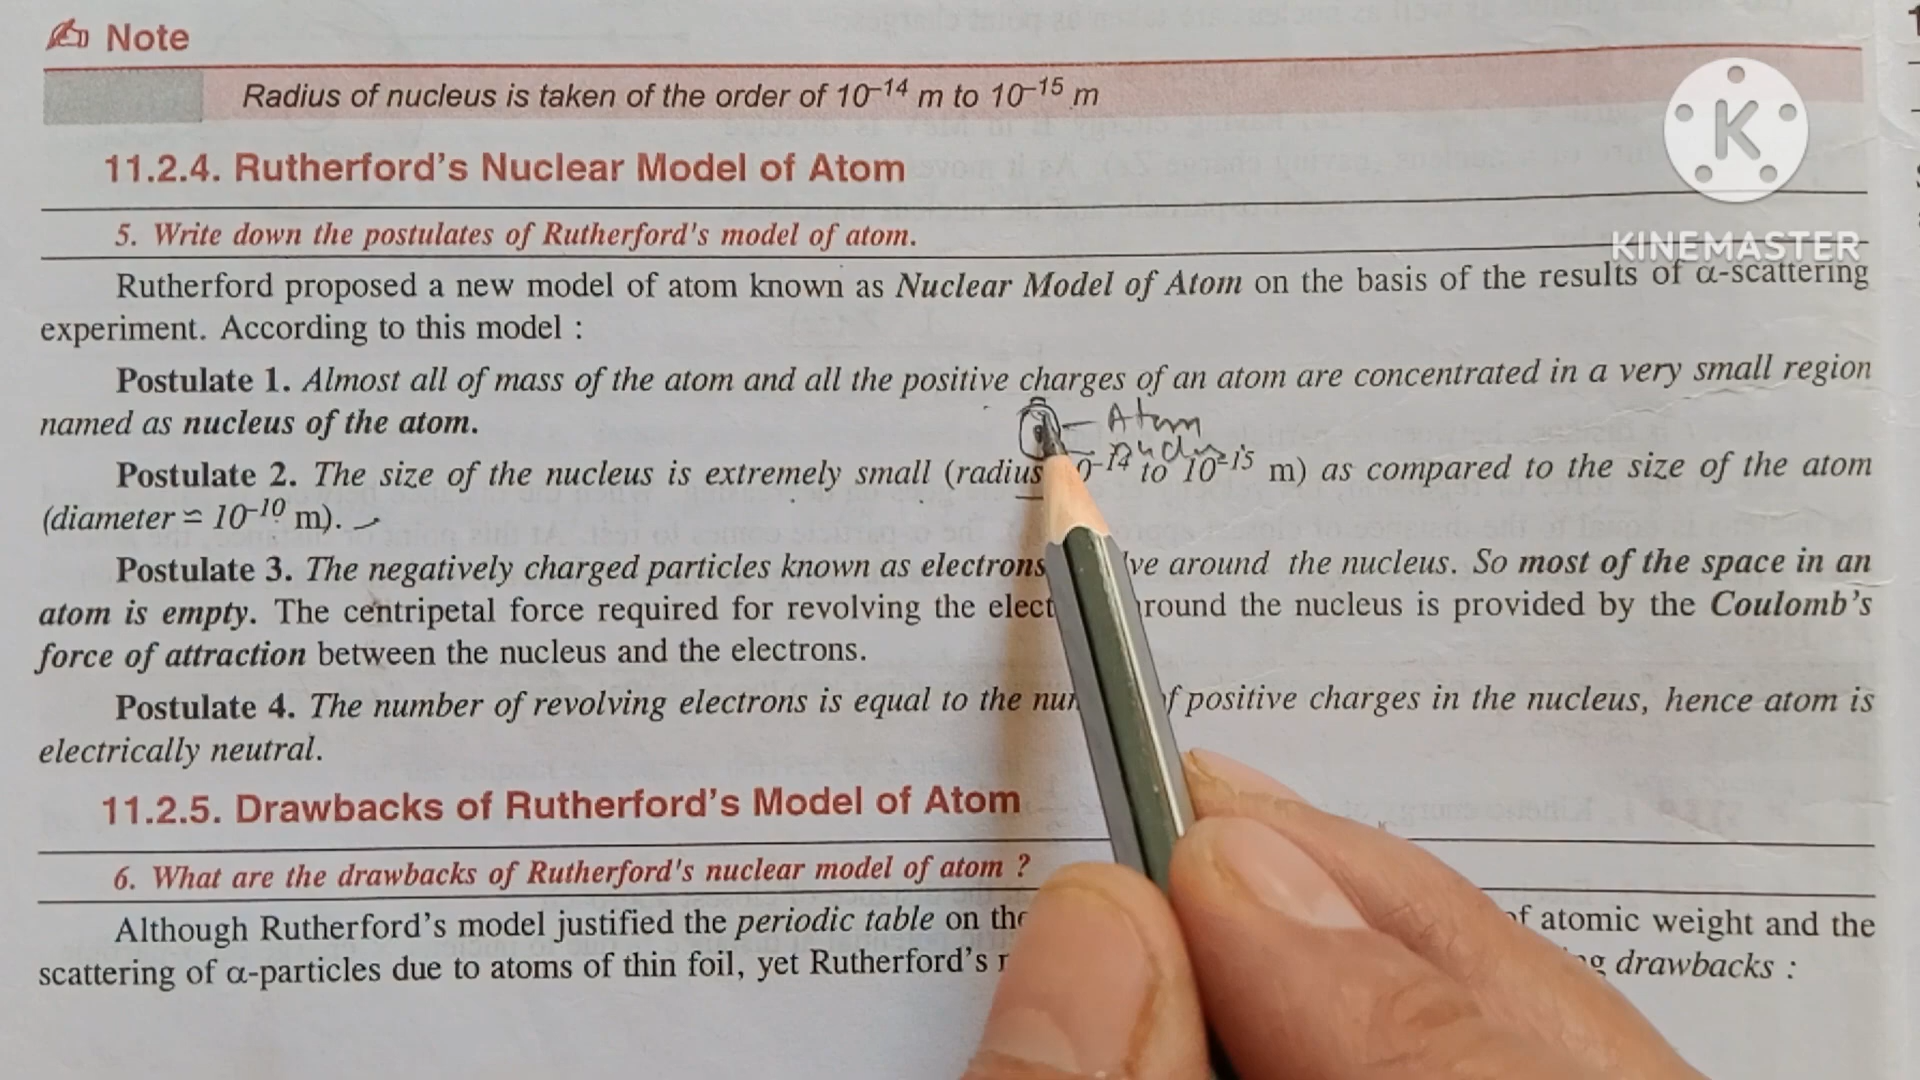 Note
Radius of nucleus is taken of the order of 10⁻¹⁴ m to 10⁻¹⁵ m
K
KINEMASTER
11.2.4. Rutherford's Nuclear Model of Atom
5. Write down the postulates of Rutherford's model of atom.
Rutherford proposed a new model of atom known as Nuclear Model of Atom on the basis of the results of α-scattering
experiment. According to this model :
Postulate 1. Almost all of mass of the atom and all the positive charges of an atom are concentrated in a very small region
named as nucleus of the atom.
Atom
Postulate 2. The size of the nucleus is extremely small (radius 0⁻¹⁴ to 10⁻¹⁵ m) as compared to the size of the atom
(diameter ≃ 10⁻¹⁰ m).
Postulate 3. The negatively charged particles known as electrons ve around the nucleus. So most of the space in an
atom is empty. The centripetal force required for revolving the elect round the nucleus is provided by the Coulomb's
force of attraction between the nucleus and the electrons.
Postulate 4. The number of revolving electrons is equal to the nu f positive charges in the nucleus, hence atom is
electrically neutral.
11.2.5. Drawbacks of Rutherford's Model of Atom
6. What are the drawbacks of Rutherford's nuclear model of atom ?
Although Rutherford's model justified the periodic table on the f atomic weight and the
scattering of α-particles due to atoms of thin foil, yet Rutherford's drawbacks :